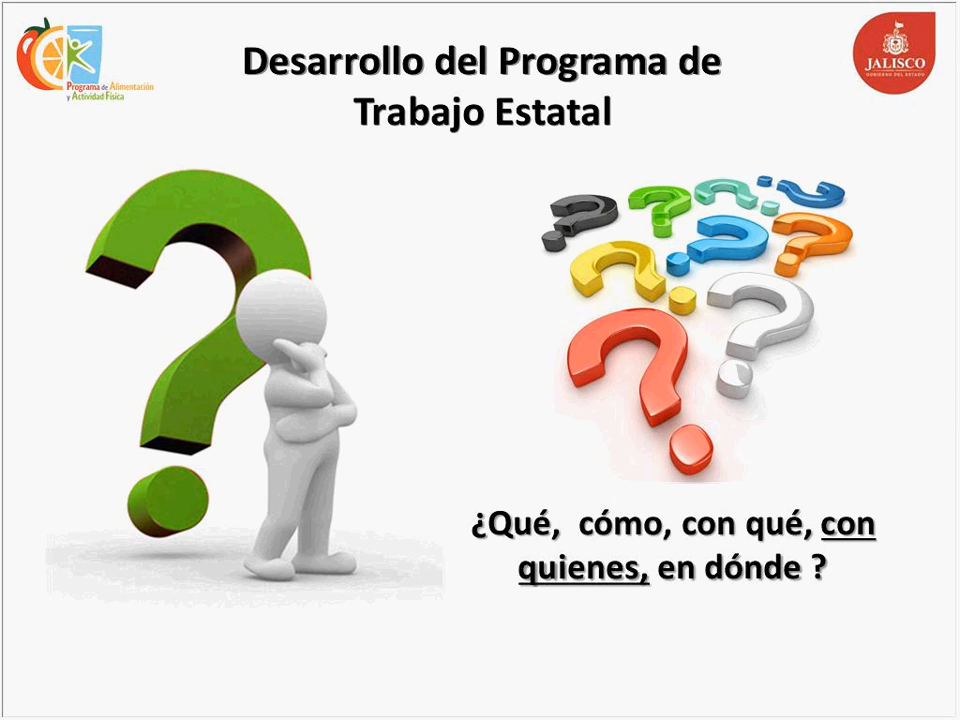 Programa de Alimentación
y Actividad Física
Desarrollo del Programa de
Trabajo Estatal
JALISCO
GOBIERNO DEL ESTADO
¿Qué,  cómo, con qué, con
quienes, en dónde ?